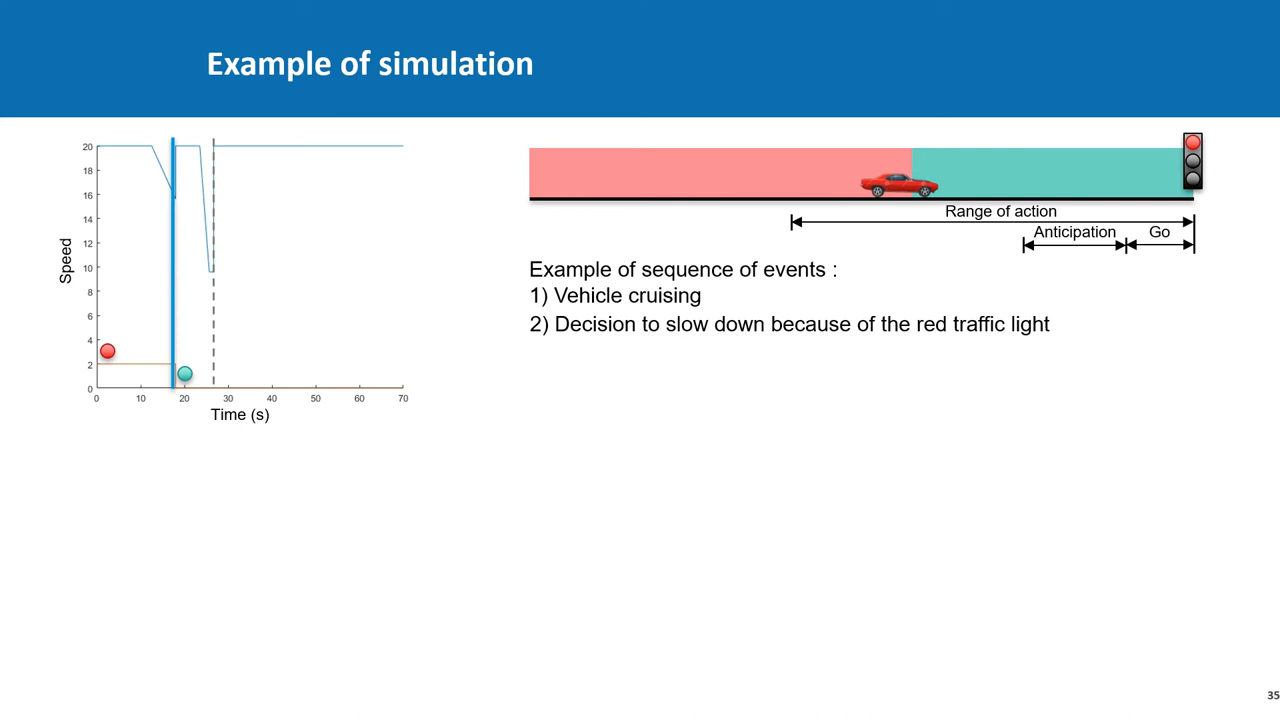 Example of simulation
20
18
16
14
12
10
8
6
4
2
0
Speed
0 10 20 30 40 50 60 70
Time (s)
Range of action
Anticipation Go
Example of sequence of events :
1) Vehicle cruising
2) Decision to slow down because of the red traffic light
35